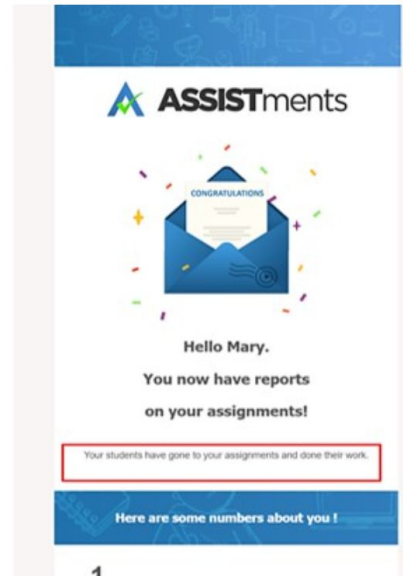 ASSISTments
CONGRATULATIONS
Hello Mary.
You now have reports
on your assignments!
Your students have gone to your assignments and done their work.
Here are some numbers about you !
1